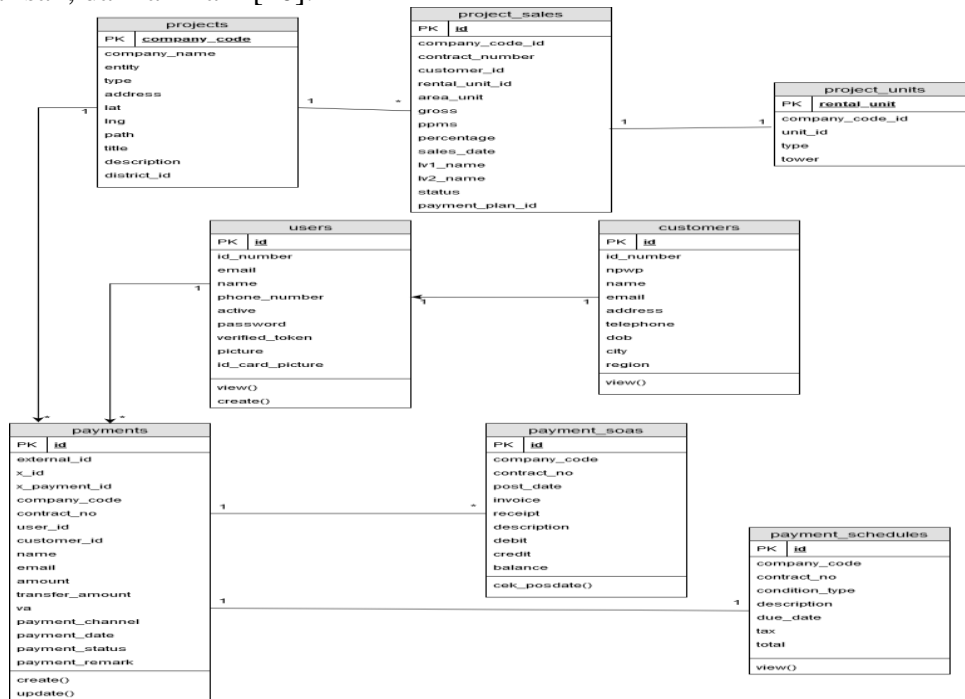 projects
PK company_code
company_name
entity
type
address
lat
lng
path
title
description
district_id
project_sales
PK id
company_code_id
contract_number
customer_id
rental_unit_id
area_unit
gross
ppms
percentage
sales_date
lv1_name
lv2_name
status
payment_plan_id
project_units
PK rental_unit
company_code_id
unit_id
type
tower
1
1
*
1
1
users
PK id
id_number
email
name
phone_number
active
password
verified_token
picture
id_card_picture
view()
create()
customers
PK id
id_number
npwp
name
email
address
telephone
dob
city
region
view()
1
1
1
*
*
payments
PK id
external_id
x_id
x_payment_id
company_code
contract_no
user_id
customer_id
name
email
amount
transfer_amount
va
payment_channel
payment_date
payment_status
payment_remark
create()
update()
payment_soas
PK id
company_code
contract_no
post_date
invoice
receipt
description
debit
credit
balance
cek_posdate()
payment_schedules
PK id
company_code
contract_no
condition_type
description
due_date
tax
total
view()
1
*
1
1